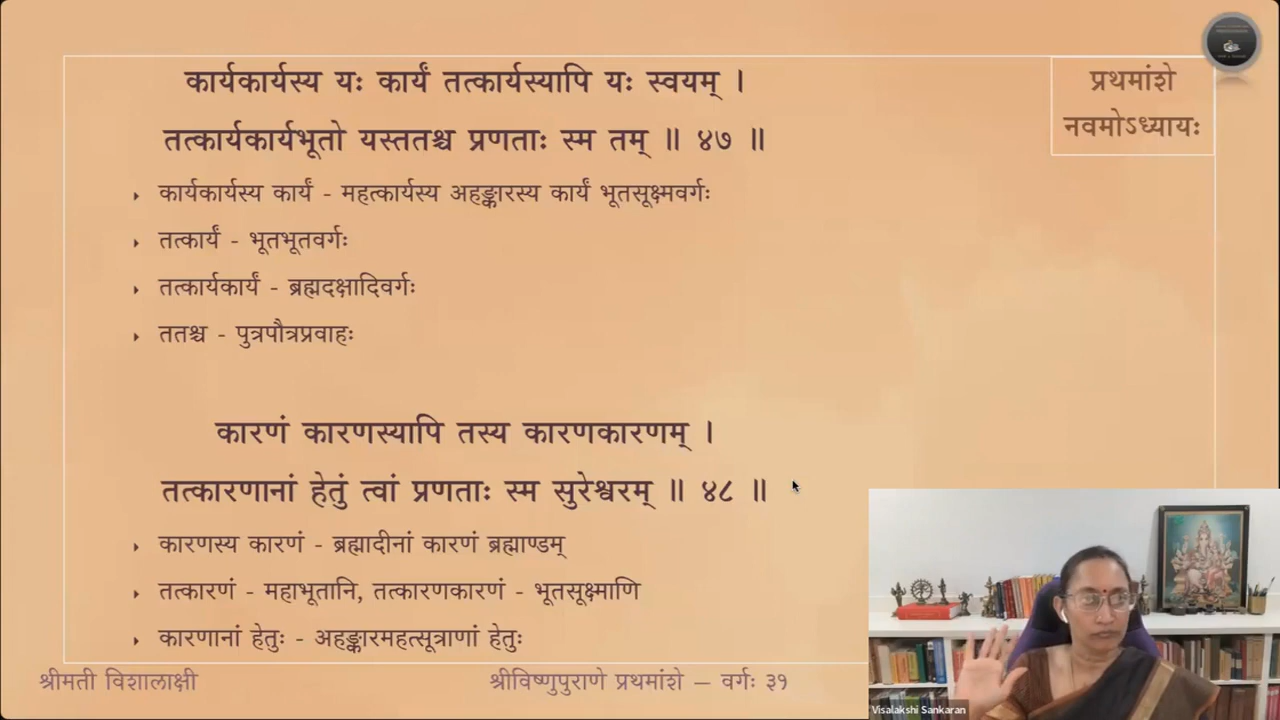 कार्यकार्यस्य यः कार्यं तत्कार्यस्यापि यः स्वयम् ।
तत्कार्यकार्यभूतो यस्ततश्च प्रणताः स्म तम् ॥ ४७ ॥
प्रथमांशे
नवमोऽध्यायः
कार्यकार्यस्य कार्यं - महत्कार्यस्य अहङ्कारस्य कार्यं भूतसूक्ष्मवर्गः
तत्कार्यं - भूतभूतवर्गः
तत्कार्यकार्यं - ब्रह्मदक्षादिवर्गः
ततश्च - पुत्रपौत्रप्रवाहः
कारणं कारणस्यापि तस्य कारणकारणम् ।
तत्कारणानां हेतुं त्वां प्रणताः स्म सुरेश्वरम् ॥ ४८ ॥
कारणस्य कारणं - ब्रह्मादीनां कारणं ब्रह्माण्डम्
तत्कारणं - महाभूतानि, तत्कारणकारणं - भूतसूक्ष्माणि
कारणानां हेतुः - अहङ्कारमहत्सूत्राणां हेतुः
श्रीमती विशालाक्षी
श्रीविष्णुपुराणे प्रथमांशे – वर्गः ३१
Visalakshi Sankaran